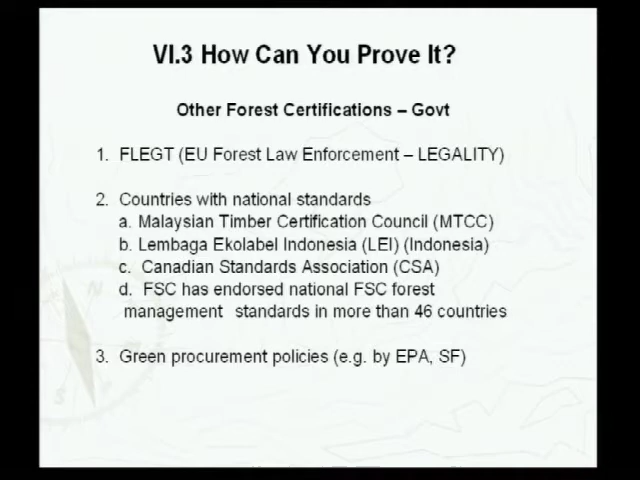 VI.3 How Can You Prove It?
Other Forest Certifications – Govt
1. FLEGT (EU Forest Law Enforcement – LEGALITY)
2. Countries with national standards
a. Malaysian Timber Certification Council (MTCC)
b. Lembaga Ekolabel Indonesia (LEI) (Indonesia)
c. Canadian Standards Association (CSA)
d. FSC has endorsed national FSC forest
management standards in more than 46 countries
3. Green procurement policies (e.g. by EPA, SF)
N
S